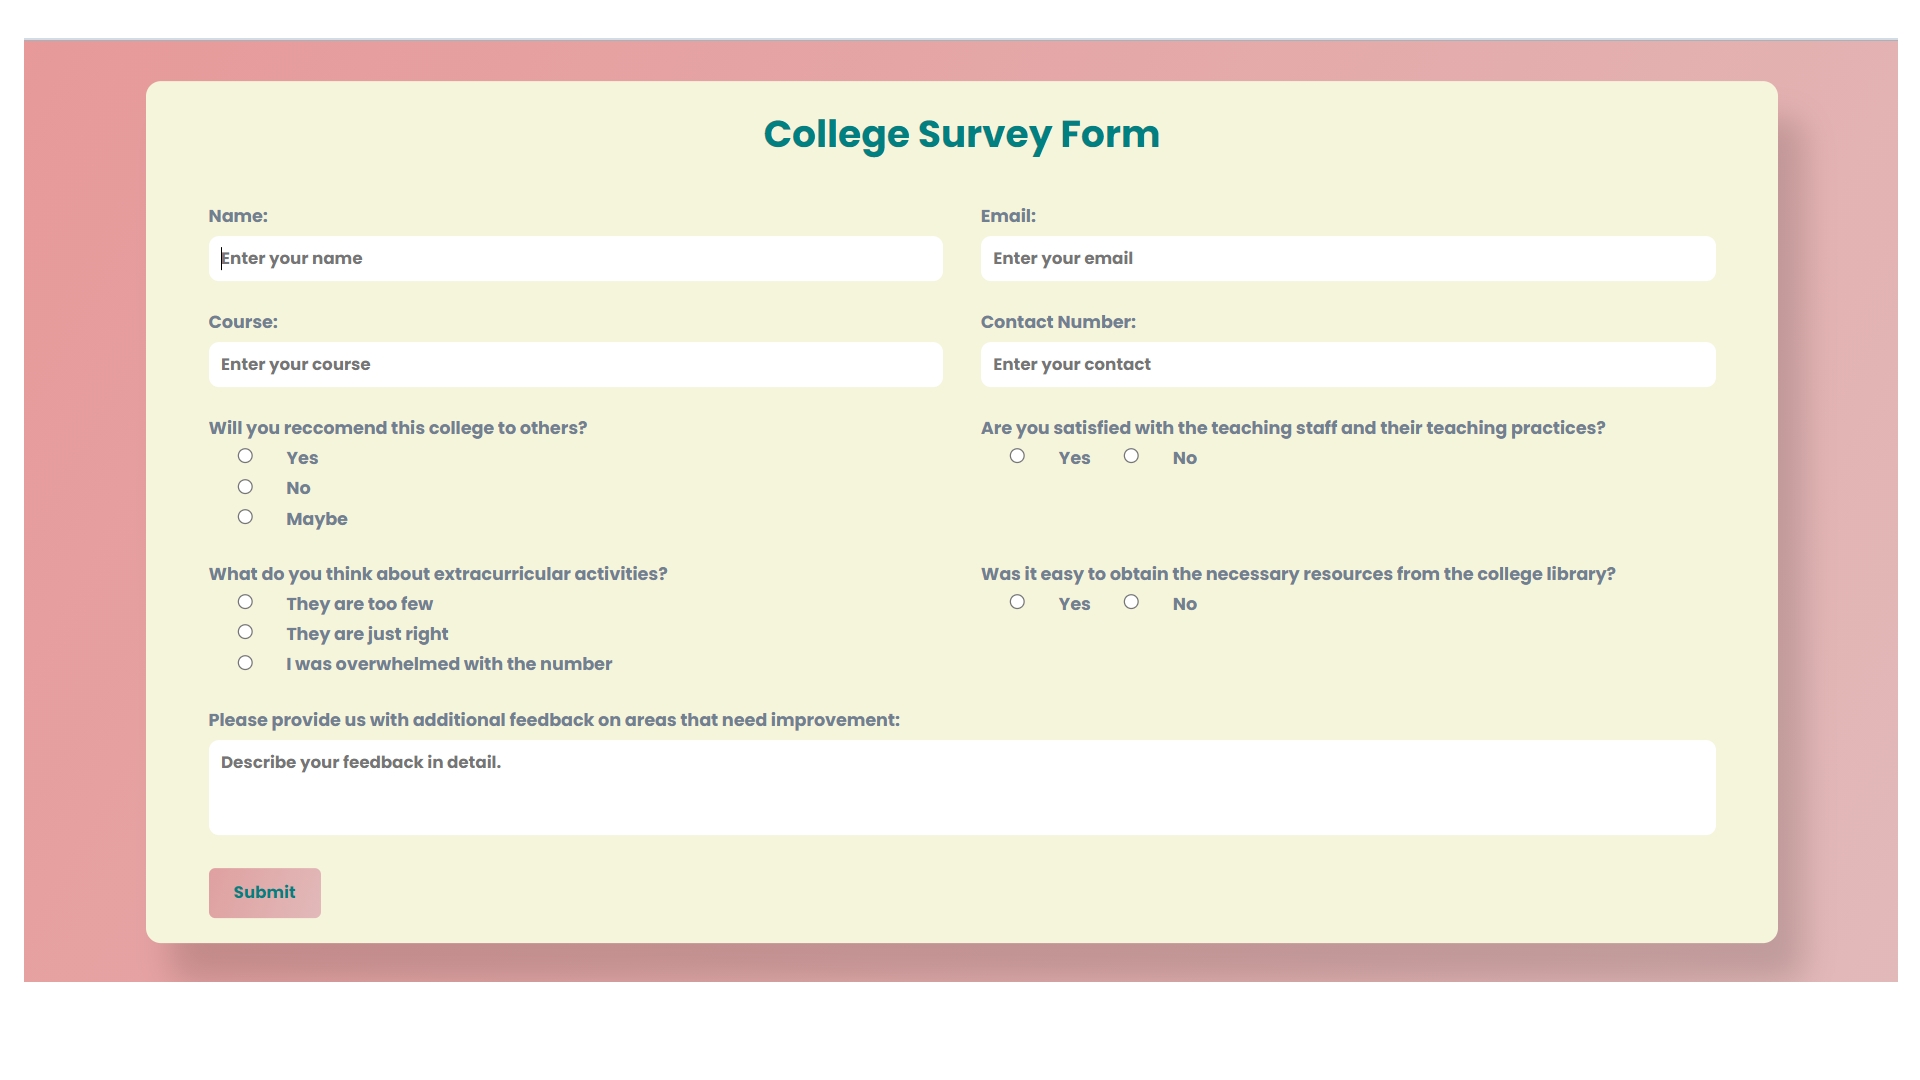 College Survey Form
Name:
Email:
Enter your name
Enter your email
Course:
Contact Number:
Enter your course
Enter your contact
Will you reccomend this college to others?
Are you satisfied with the teaching staff and their teaching practices?
Yes
Yes No
No
Maybe
What do you think about extracurricular activities?
Was it easy to obtain the necessary resources from the college library?
They are too few
Yes No
They are just right
I was overwhelmed with the number
Please provide us with additional feedback on areas that need improvement:
Describe your feedback in detail.
Submit